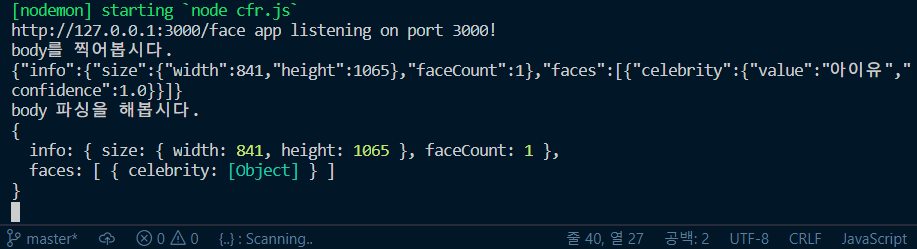 [nodemon] starting `node cfr.js`
http://127.0.0.1:3000/face app listening on port 3000!
body를 찍어봅시다.
{"info":{"size":{"width":841,"height":1065},"faceCount":1},"faces":[{"celebrity":{"value":"아이유","
confidence":1.0}}]}
body 파싱을 해봅시다.
{
  info: { size: { width: 841, height: 1065 }, faceCount: 1 },
  faces: [ { celebrity: [Object] } ]
}
master* 0 0 {..} : Scanning.. 줄 40, 열 27 공백: 2 UTF-8 CRLF JavaScript